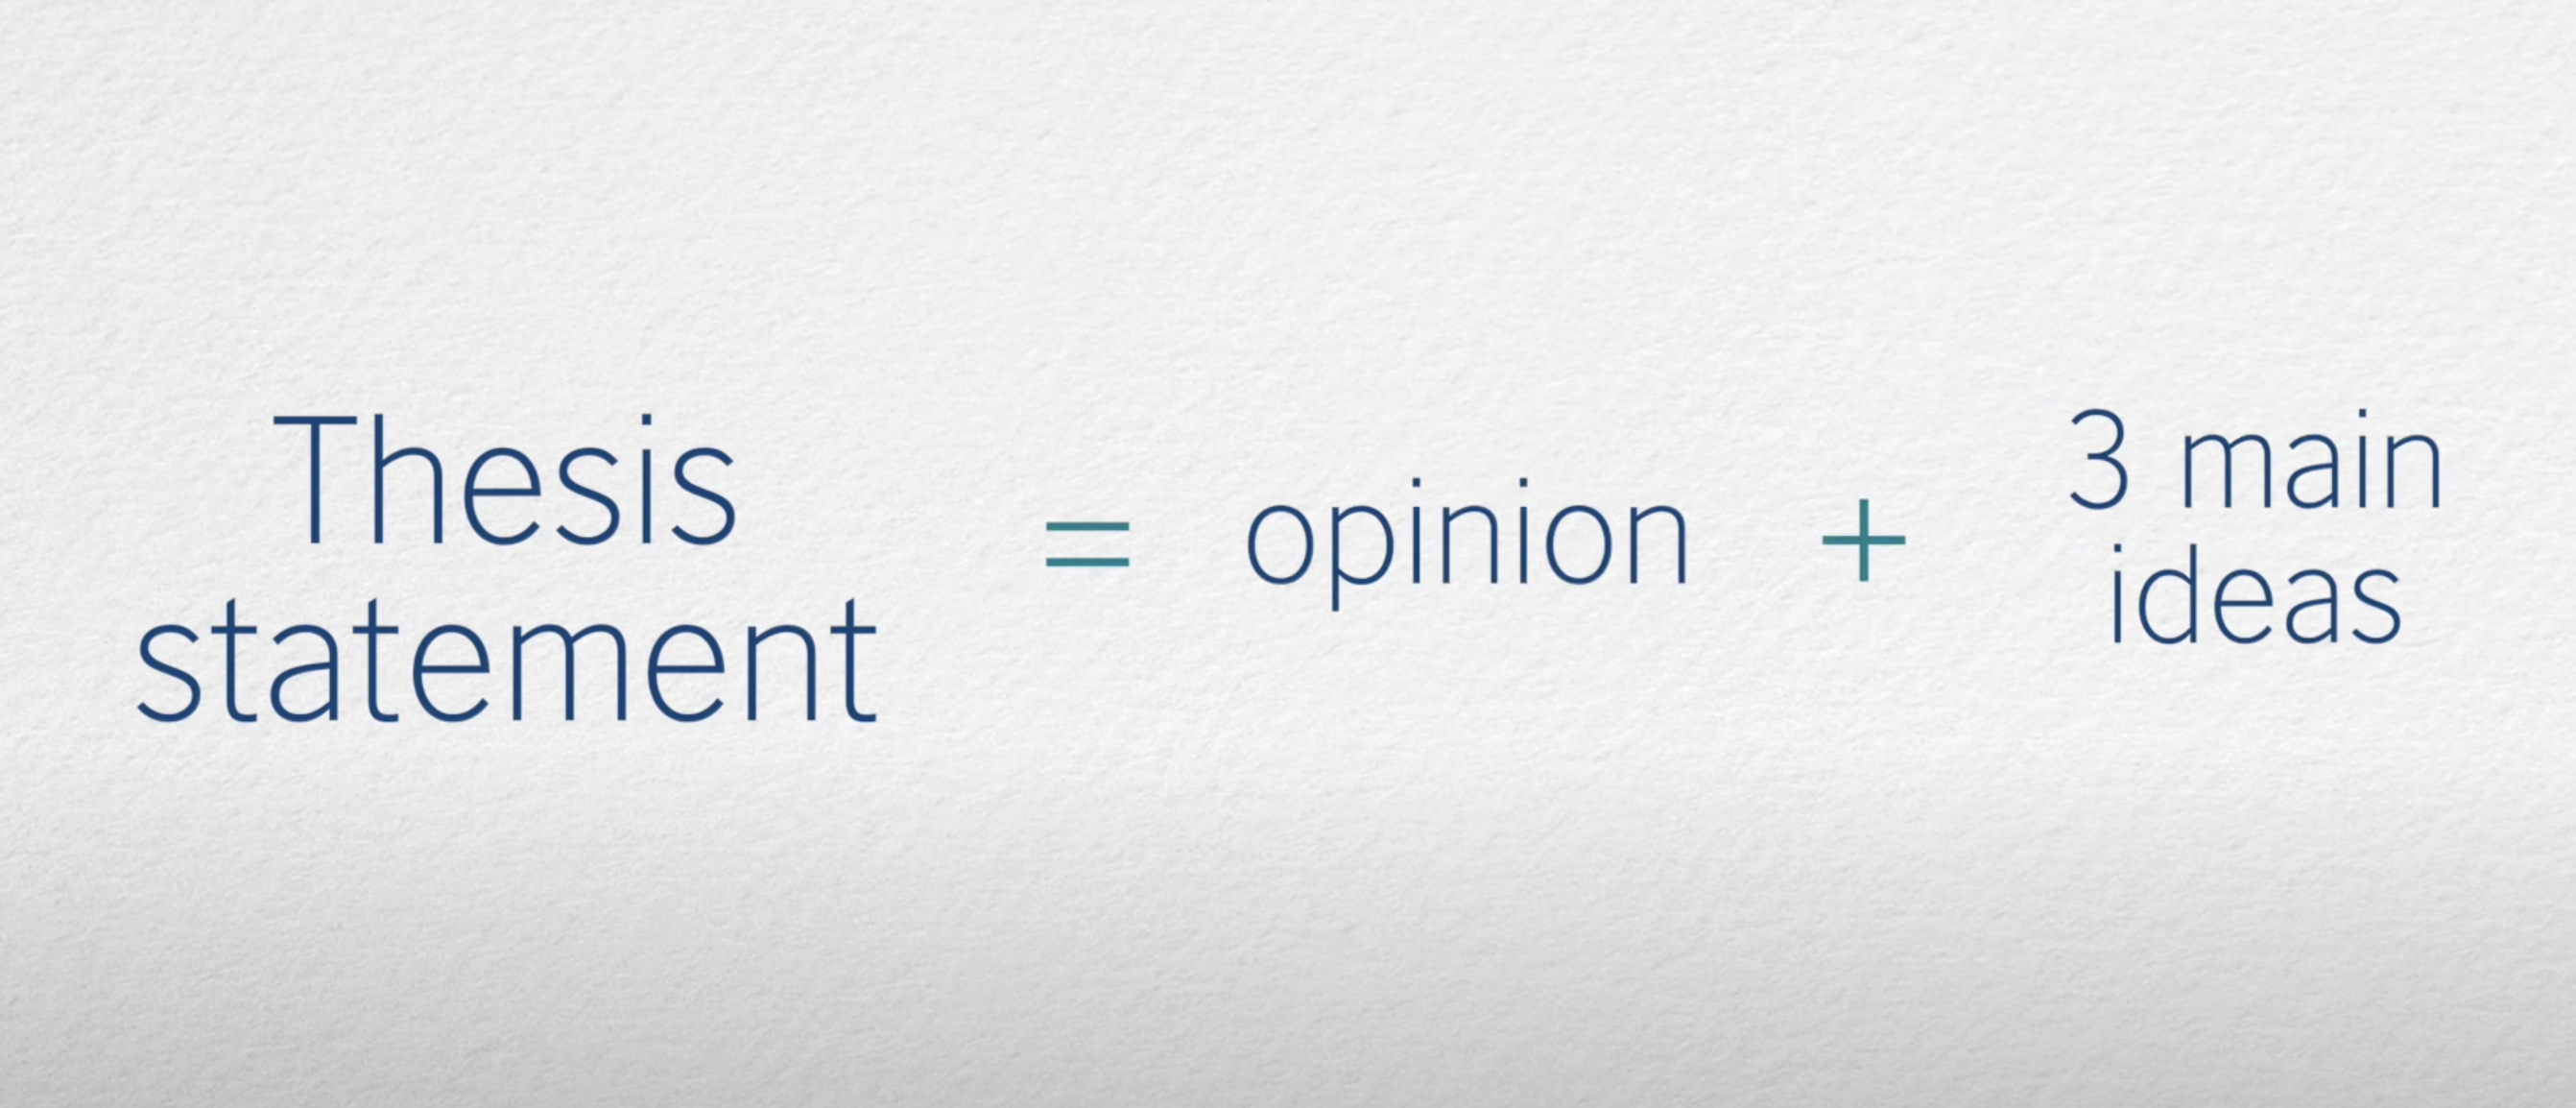 Thesis
statement
=
opinion
+
3 main
ideas